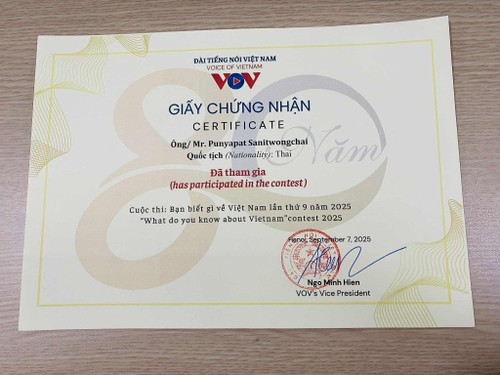 ĐÀI TIẾNG NÓI VIỆT NAM
VOICE OF VIETNAM
VOV
80 Năm
GIẤY CHỨNG NHẬN
CERTIFICATE
Ông/ Mr. Punyapat Sanitwongchai
Quốc tịch (Nationality): Thai
Đã tham gia
(has participated in the contest)
Cuộc thi: Bạn biết gì về Việt Nam lần thứ 9 năm 2025
"What do you know about Vietnam"contest 2025
Hanoi, September 7, 2025
Ngo Minh Hien
VOV's Vice President